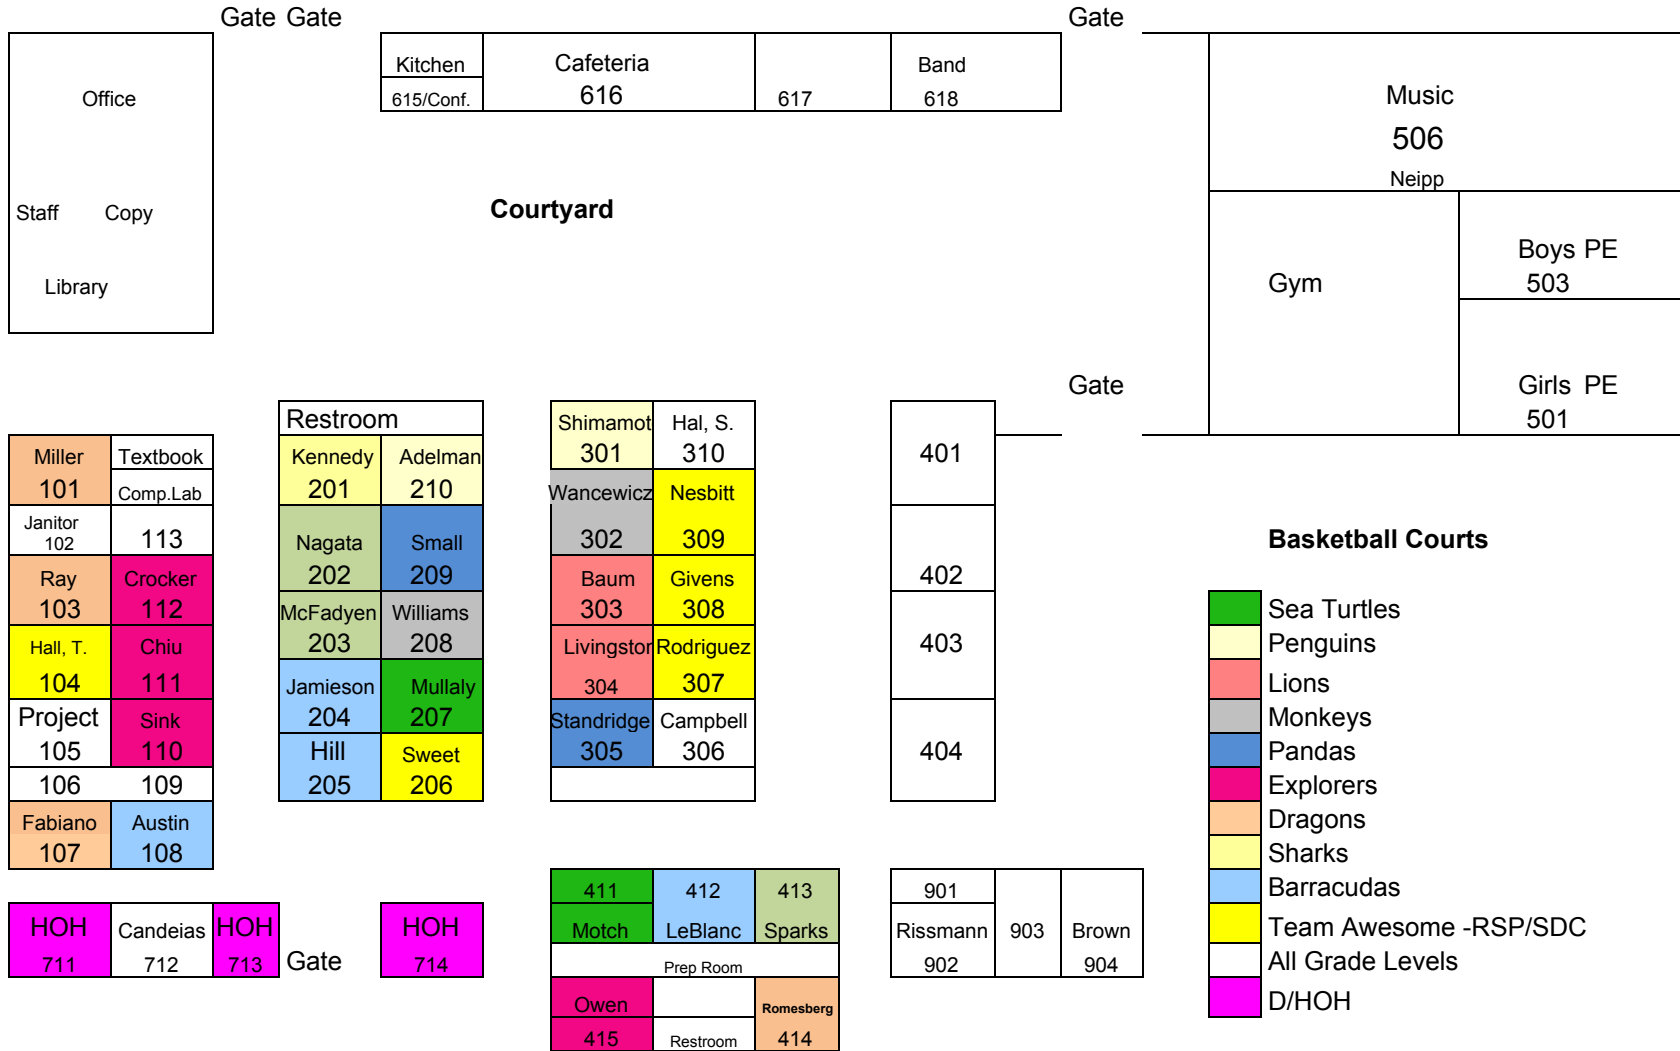 Gate Gate Gate
Kitchen Cafeteria Band
Office 615/Conf. 616 617 618 Music
506
Neipp
Staff Copy Courtyard
Boys PE
Library Gym 503
Gate Girls PE
501
Restroom Shimamot Hal, S.
Miller Textbook Kennedy Adelman 301 310 401
101 Comp.Lab 201 210 Wancewicz Nesbitt
Janitor
102 113 Nagata Small 302 309 Basketball Courts
Ray Crocker 202 209 Baum Givens 402
103 112 McFadyen Williams 303 308 Sea Turtles
Hall, T. Chiu 203 208 Livingstor Rodriguez 403 Penguins
104 111 Jamieson Mullaly 304 307 Lions
Project Sink 204 207 Standridge Campbell Monkeys
105 110 Hill Sweet 305 306 404 Pandas
106 109 205 206 Explorers
Fabiano Austin Dragons
107 108 Sharks
411 412 413 901 Barracudas
HOH Candeias HOH HOH Motch LeBlanc Sparks Rissmann 903 Brown Team Awesome -RSP/SDC
711 712 713 Gate 714 Prep Room 902 904 All Grade Levels
Owen Romesberg D/HOH
415 Restroom 414